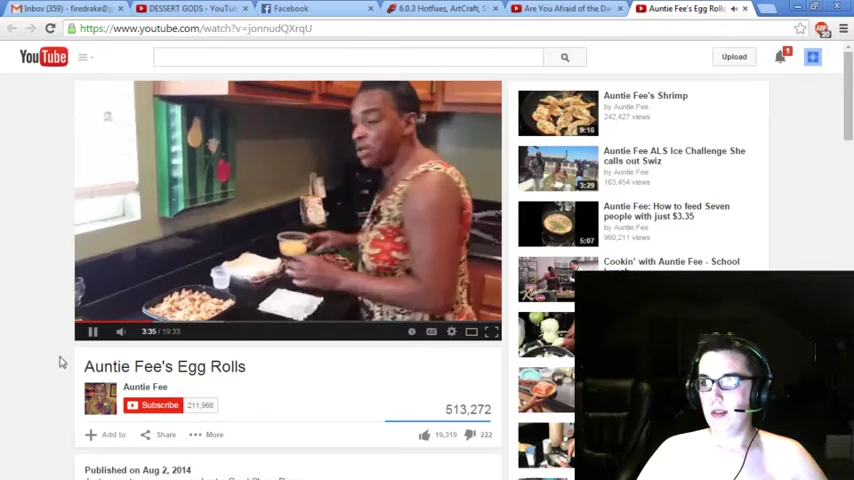 Inbox (359) - firedrake@g
DESSERT GODS - YouTub
Facebook
6.0.3 Hotfixes, ArtCraft, S
Are You Afraid of the Da
Auntie Fee's Egg Rolls
https://www.youtube.com/watch?v=jonnudQXrqU
ABP
20
YouTube
Upload
1
Auntie Fee's Shrimp
by Auntie Fee
242,427 views
9:16
Auntie Fee ALS Ice Challenge She
calls out Swiz
by Auntie Fee
163,454 views
3:29
Auntie Fee: How to feed Seven
people with just $3.35
by Auntie Fee
960,211 views
5:07
Cookin' with Auntie Fee - School
3:35 / 19:33
Auntie Fee's Egg Rolls
Auntie Fee
Subscribe
211,966
513,272
Add to
Share
More
19,319
222
Published on Aug 2, 2014